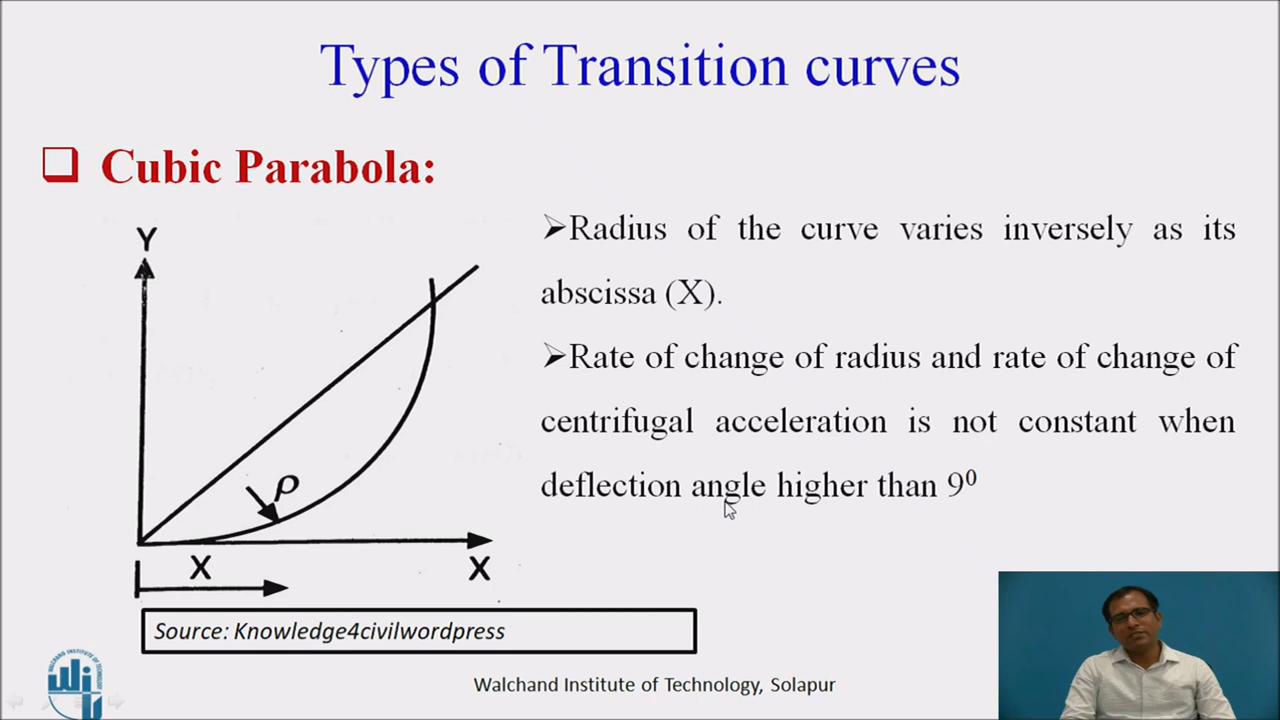 Types of Transition curves
❑ Cubic Parabola:
➢Radius of the curve varies inversely as its
abscissa (X).
➢Rate of change of radius and rate of change of
centrifugal acceleration is not constant when
deflection angle higher than 9⁰
Y
ρ
X
X
Source: Knowledge4civilwordpress
Walchand Institute of Technology, Solapur